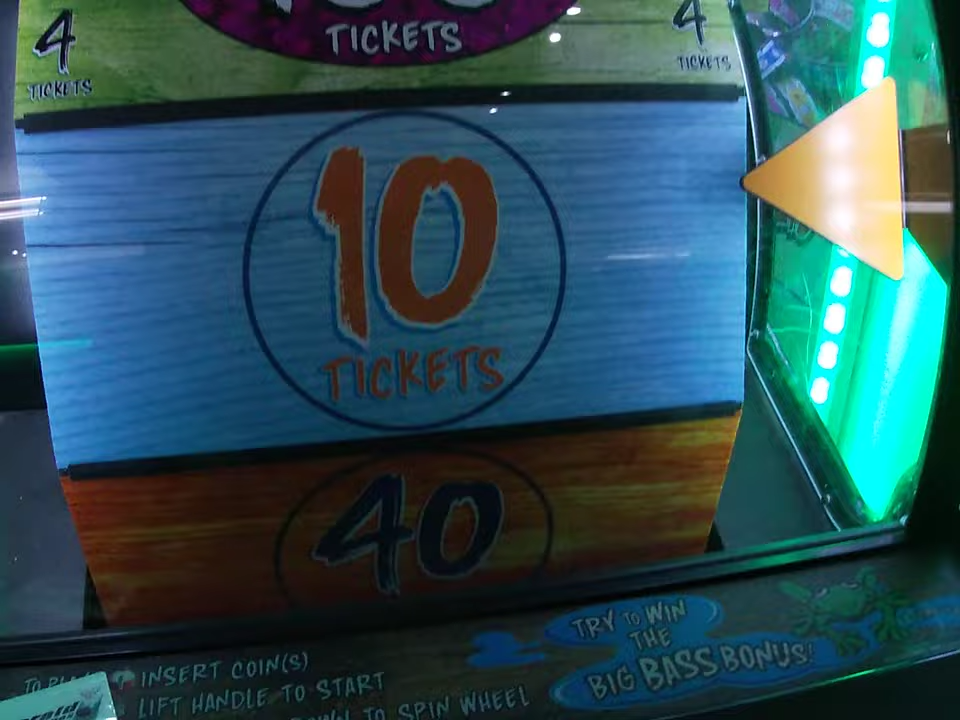 4
TICKETS
TICKETS
4
TICKETS
10
TICKETS
40
TRY TO WIN
THE
BIG BASS BONUS!
TO
INSERT COIN(S)
LIFT HANDLE TO START
TO SPIN WHEEL